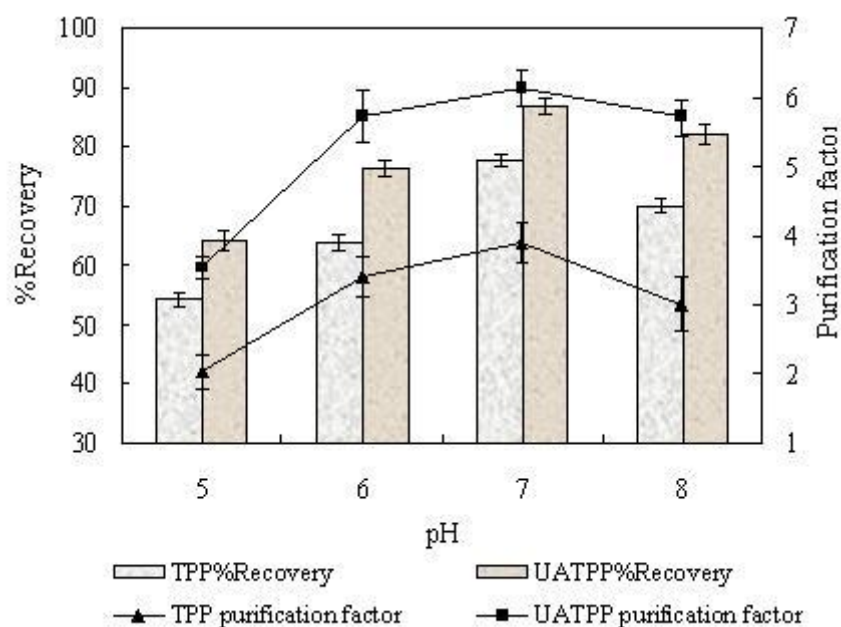 100
90
80
70
60
50
40
30
%Recovery
7
6
5
4
3
2
1
Purification factor
5 6 7 8
pH
TPP%Recovery UATPP%Recovery
TPP purification factor UATPP purification factor